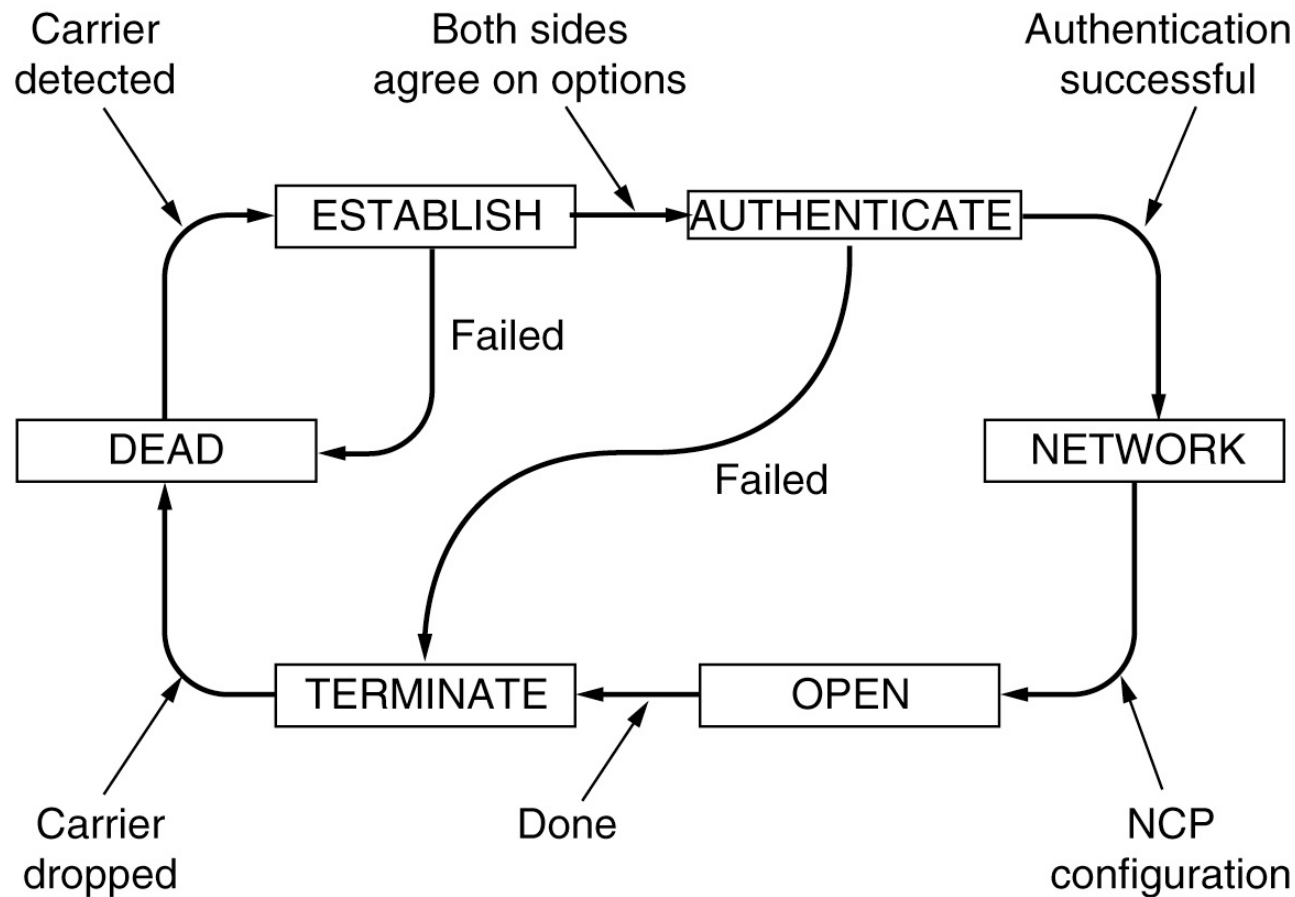 Carrier
detected
Both sides
agree on options
Authentication
successful
ESTABLISH
AUTHENTICATE
Failed
DEAD
NETWORK
Failed
TERMINATE
OPEN
Carrier
dropped
Done
NCP
configuration